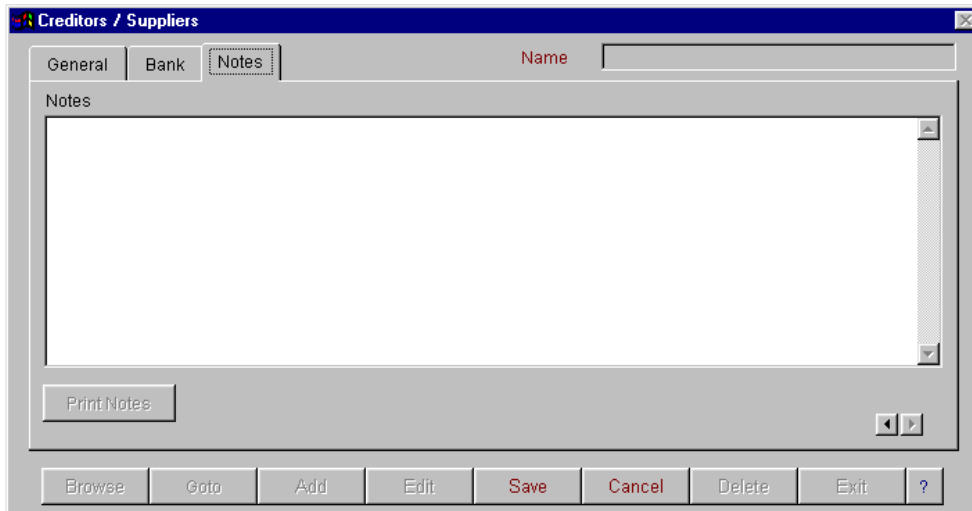 Creditors / Suppliers
General Bank Notes Name
Notes
Print Notes
Browse Goto Add Edit Save Cancel Delete Exit ?